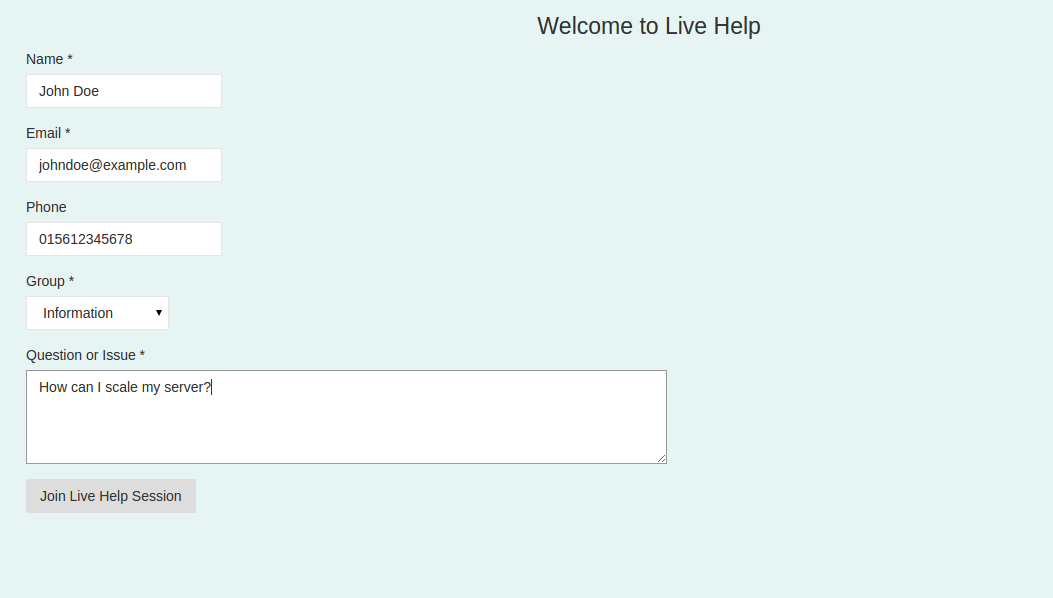 Welcome to Live Help
Name *
John Doe
Email *
johndoe@example.com
Phone
015612345678
Group *
Information
Question or Issue *
How can I scale my server?
Join Live Help Session